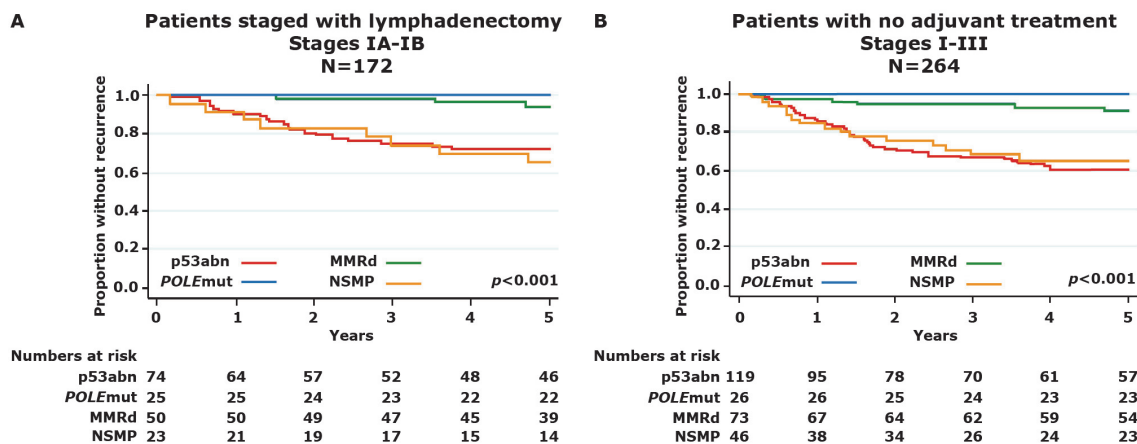 A
Patients staged with lymphadenectomy
Stages IA-IB
N=172
Proportion without recurrence
1.0
0.8
0.6
0.4
0.2
0.0
p53abn
MMRd
POLEmut
NSMP
p<0.001
0 1 2 3 4 5
Years
Numbers at risk
p53abn 74 64 57 52 48 46
POLEmut 25 25 24 23 22 22
MMRd 50 50 49 47 45 39
NSMP 23 21 19 17 15 14
B
Patients with no adjuvant treatment
Stages I-III
N=264
Proportion without recurrence
1.0
0.8
0.6
0.4
0.2
0.0
p53abn
MMRd
POLEmut
NSMP
p<0.001
0 1 2 3 4 5
Years
Numbers at risk
p53abn 119 95 78 70 61 57
POLEmut 26 26 25 24 23 23
MMRd 73 67 64 62 59 54
NSMP 46 38 34 26 24 23